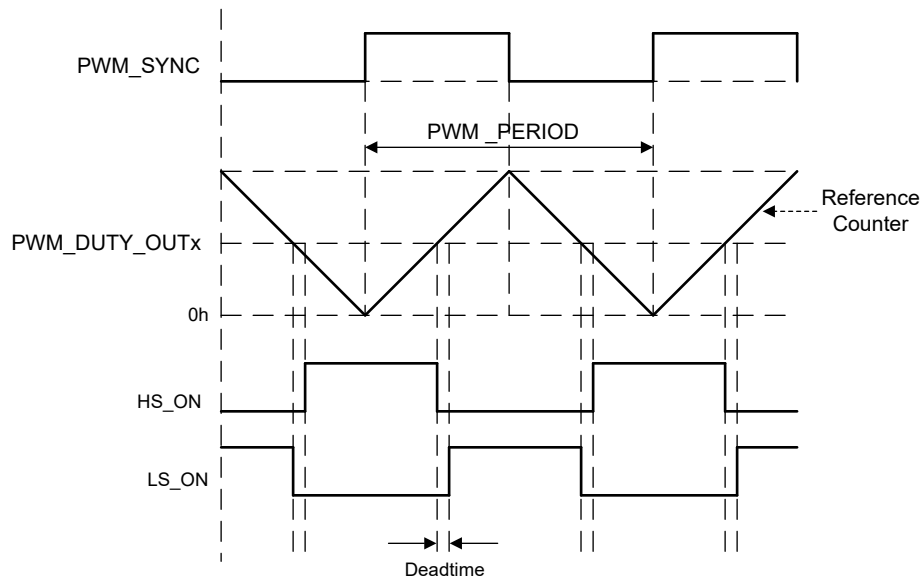 PWM_SYNC
PWM _PERIOD
Reference
Counter
PWM_DUTY_OUTx
0h
HS_ON
LS_ON
Deadtime